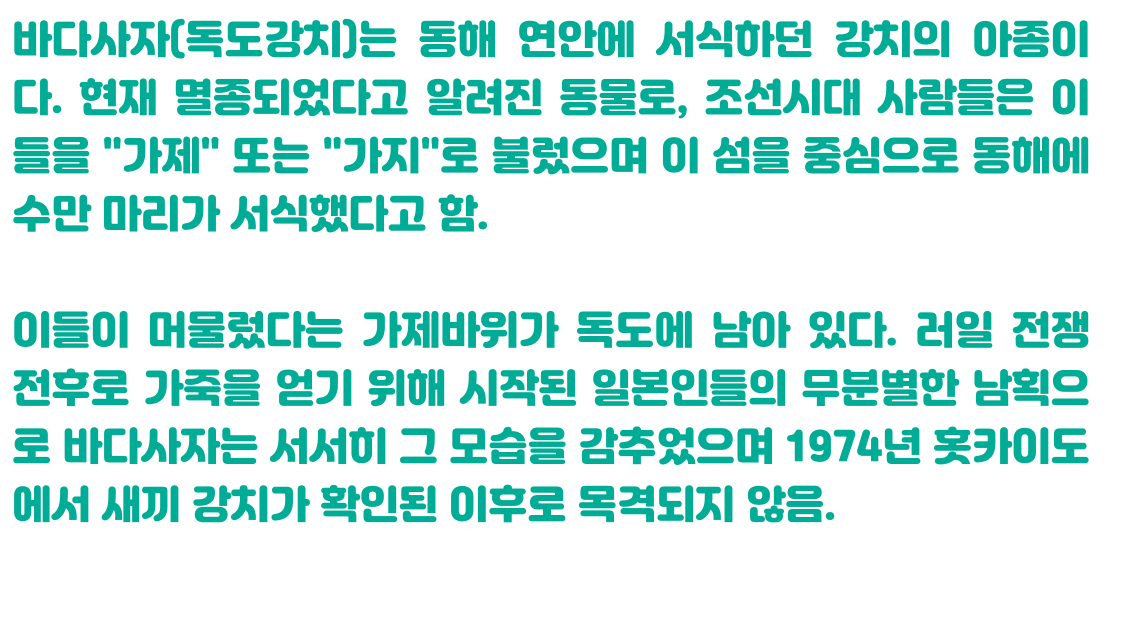 바다사자(독도강치)는 동해 연안에 서식하던 강치의 아종이
다. 현재 멸종되었다고 알려진 동물로, 조선시대 사람들은 이
들을 "가제" 또는 "가지"로 불렀으며 이 섬을 중심으로 동해에
수만 마리가 서식했다고 함.
이들이 머물렀다는 가제바위가 독도에 남아 있다. 러일 전쟁
전후로 가죽을 얻기 위해 시작된 일본인들의 무분별한 남획으
로 바다사자는 서서히 그 모습을 감추었으며 1974년 홋카이도
에서 새끼 강치가 확인된 이후로 목격되지 않음.